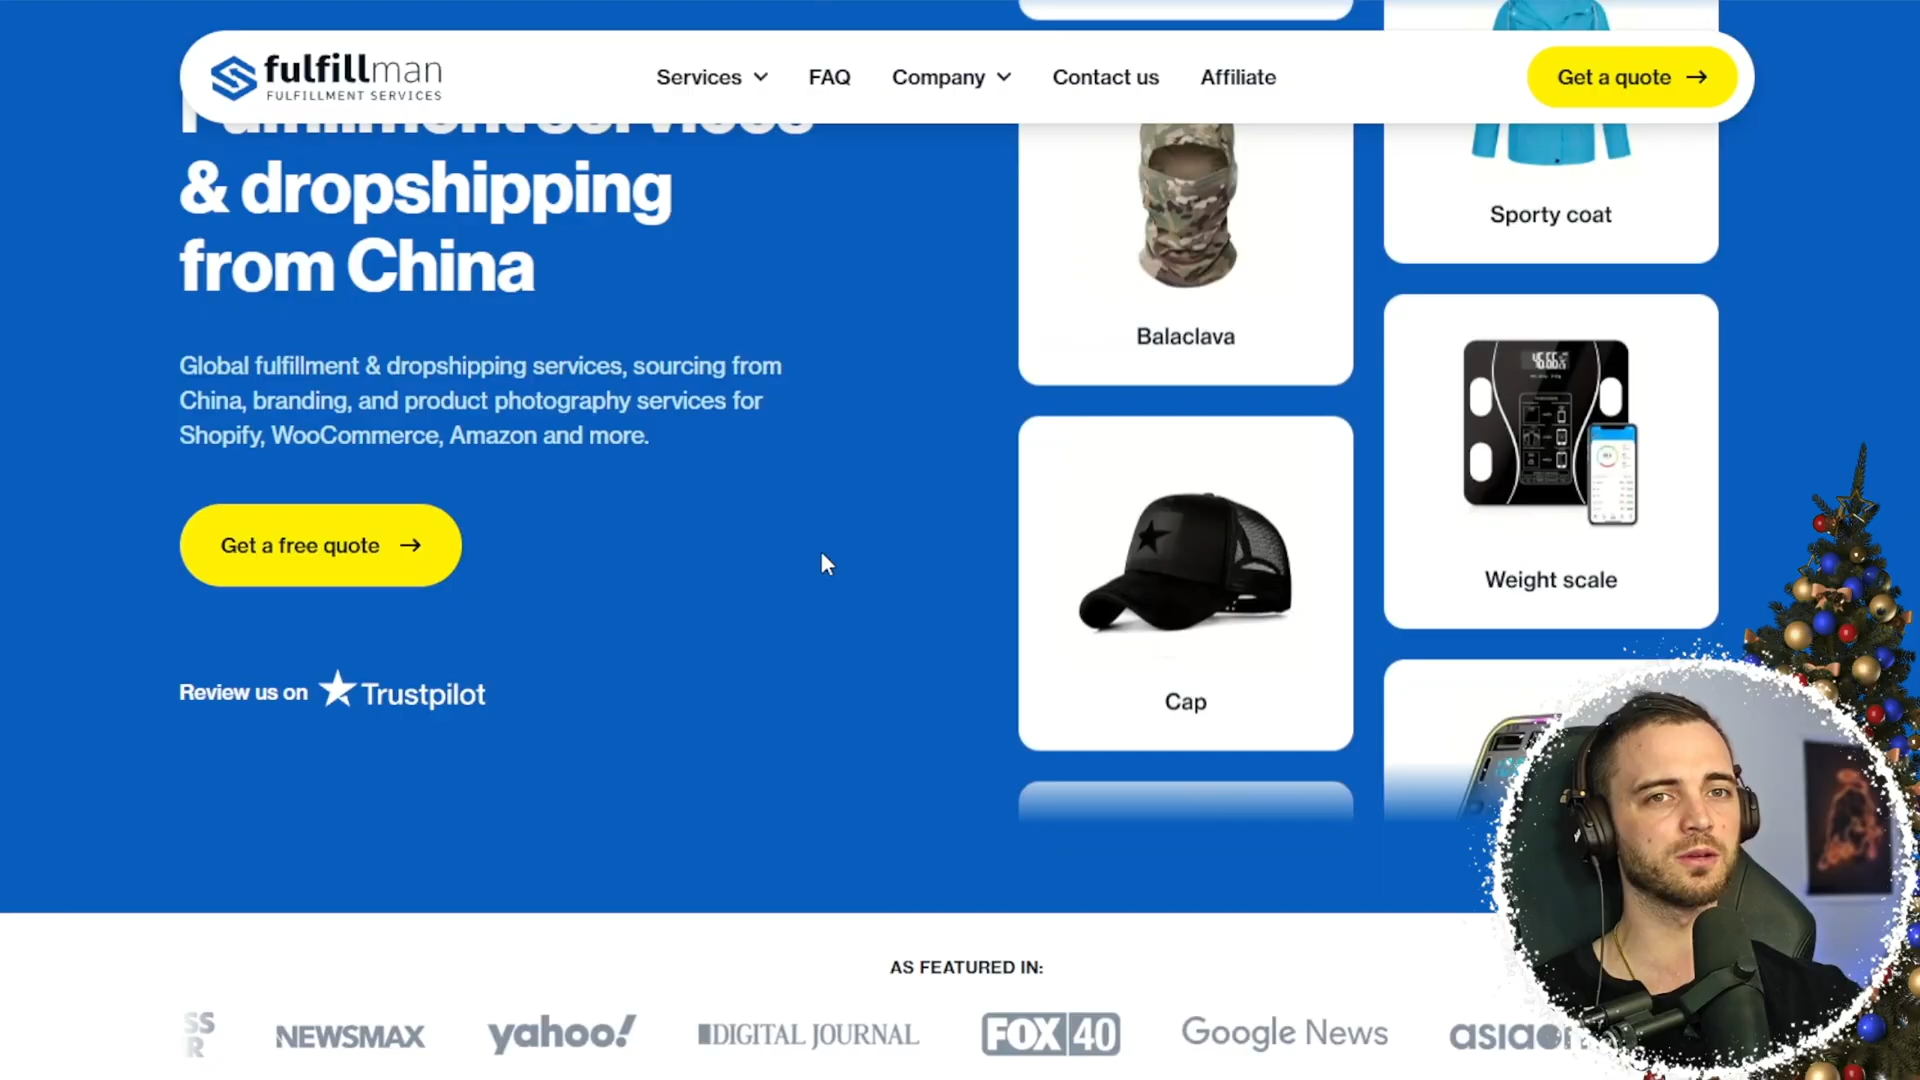 fulfillman
FULFILLMENT SERVICES
Services
FAQ
Company
Contact us
Affiliate
Get a quote
Fulfillment services
& dropshipping
from China
Global fulfillment & dropshipping services, sourcing from
China, branding, and product photography services for
Shopify, WooCommerce, Amazon and more.
Get a free quote
Review us on Trustpilot
Sporty coat
Balaclava
Weight scale
Cap
AS FEATURED IN:
NEWSMAX
yahoo!
DIGITAL JOURNAL
FOX 40
Google News